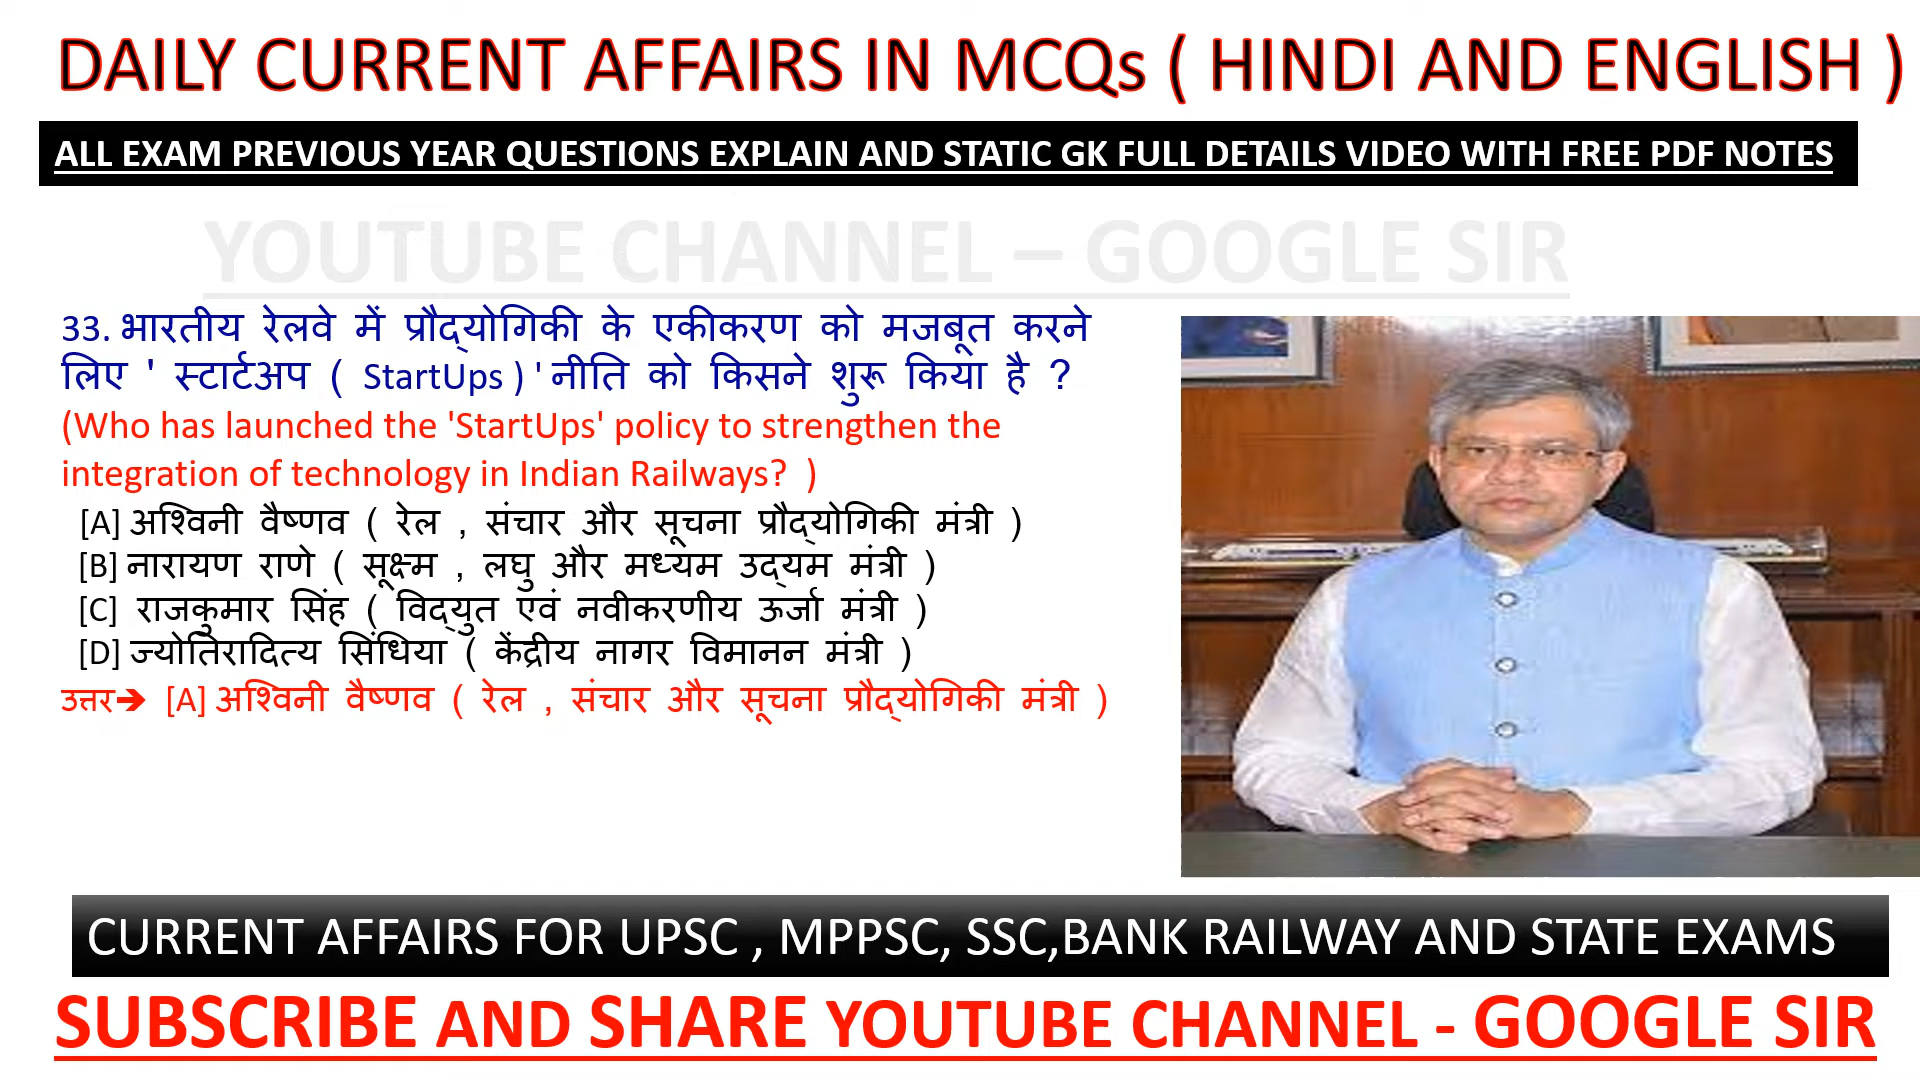 DAILY CURRENT AFFAIRS IN MCQs ( HINDI AND ENGLISH )
ALL EXAM PREVIOUS YEAR QUESTIONS EXPLAIN AND STATIC GK FULL DETAILS VIDEO WITH FREE PDF NOTES
YOUTUBE CHANNEL – GOOGLE SIR
33. भारतीय रेलवे में प्रौद्योगिकी के एकीकरण को मजबूत करने
लिए ' स्टार्टअप ( StartUps ) ' नीति को किसने शुरू किया है ?
(Who has launched the 'StartUps' policy to strengthen the
integration of technology in Indian Railways? )
[A] अश्विनी वैष्णव ( रेल , संचार और सूचना प्रौद्योगिकी मंत्री )
[B] नारायण राणे ( सूक्ष्म , लघु और मध्यम उद्यम मंत्री )
[C] राजकुमार सिंह ( विद्युत एवं नवीकरणीय ऊर्जा मंत्री )
[D] ज्योतिरादित्य सिंधिया ( केंद्रीय नागर विमानन मंत्री )
उत्तर➔ [A] अश्विनी वैष्णव ( रेल , संचार और सूचना प्रौद्योगिकी मंत्री )
CURRENT AFFAIRS FOR UPSC , MPPSC, SSC,BANK RAILWAY AND STATE EXAMS
SUBSCRIBE AND SHARE YOUTUBE CHANNEL - GOOGLE SIR